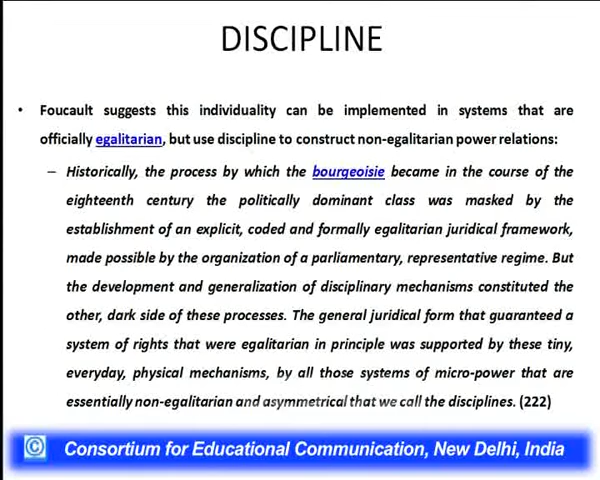 DISCIPLINE
• Foucault suggests this individuality can be implemented in systems that are
officially egalitarian, but use discipline to construct non-egalitarian power relations:
– Historically, the process by which the bourgeoisie became in the course of the
eighteenth century the politically dominant class was masked by the
establishment of an explicit, coded and formally egalitarian juridical framework,
made possible by the organization of a parliamentary, representative regime. But
the development and generalization of disciplinary mechanisms constituted the
other, dark side of these processes. The general juridical form that guaranteed a
system of rights that were egalitarian in principle was supported by these tiny,
everyday, physical mechanisms, by all those systems of micro-power that are
essentially non-egalitarian and asymmetrical that we call the disciplines. (222)
© Consortium for Educational Communication, New Delhi, India